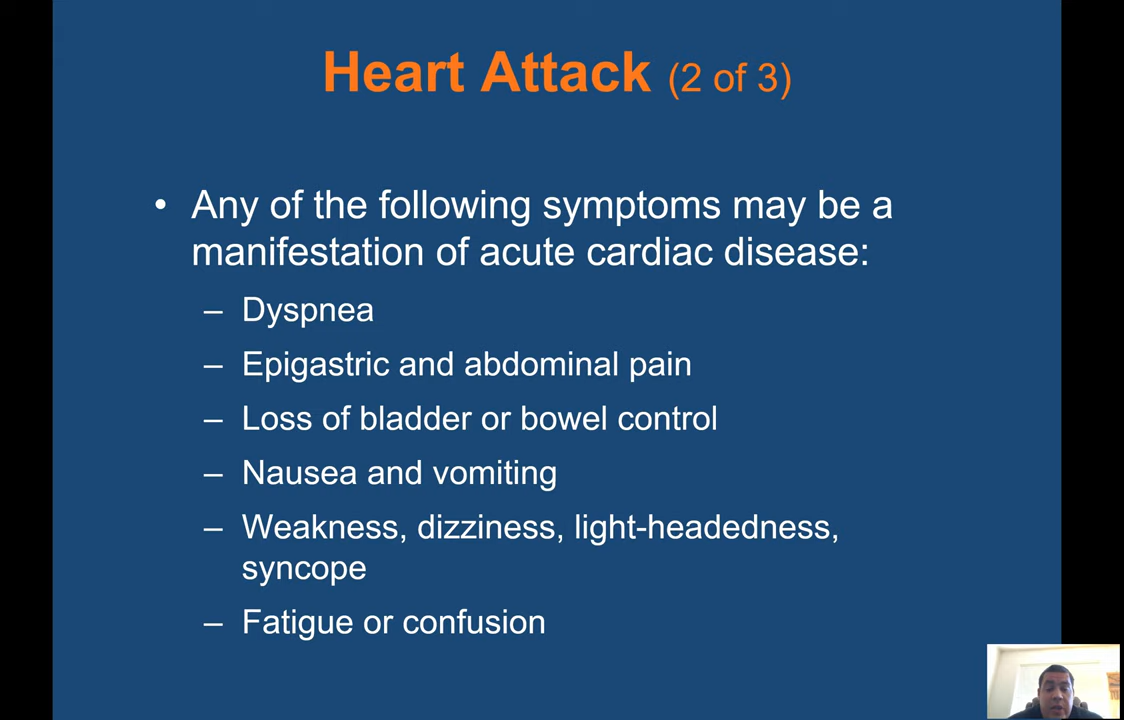 Heart Attack (2 of 3)
• Any of the following symptoms may be a
manifestation of acute cardiac disease:
– Dyspnea
– Epigastric and abdominal pain
– Loss of bladder or bowel control
– Nausea and vomiting
– Weakness, dizziness, light-headedness,
syncope
– Fatigue or confusion